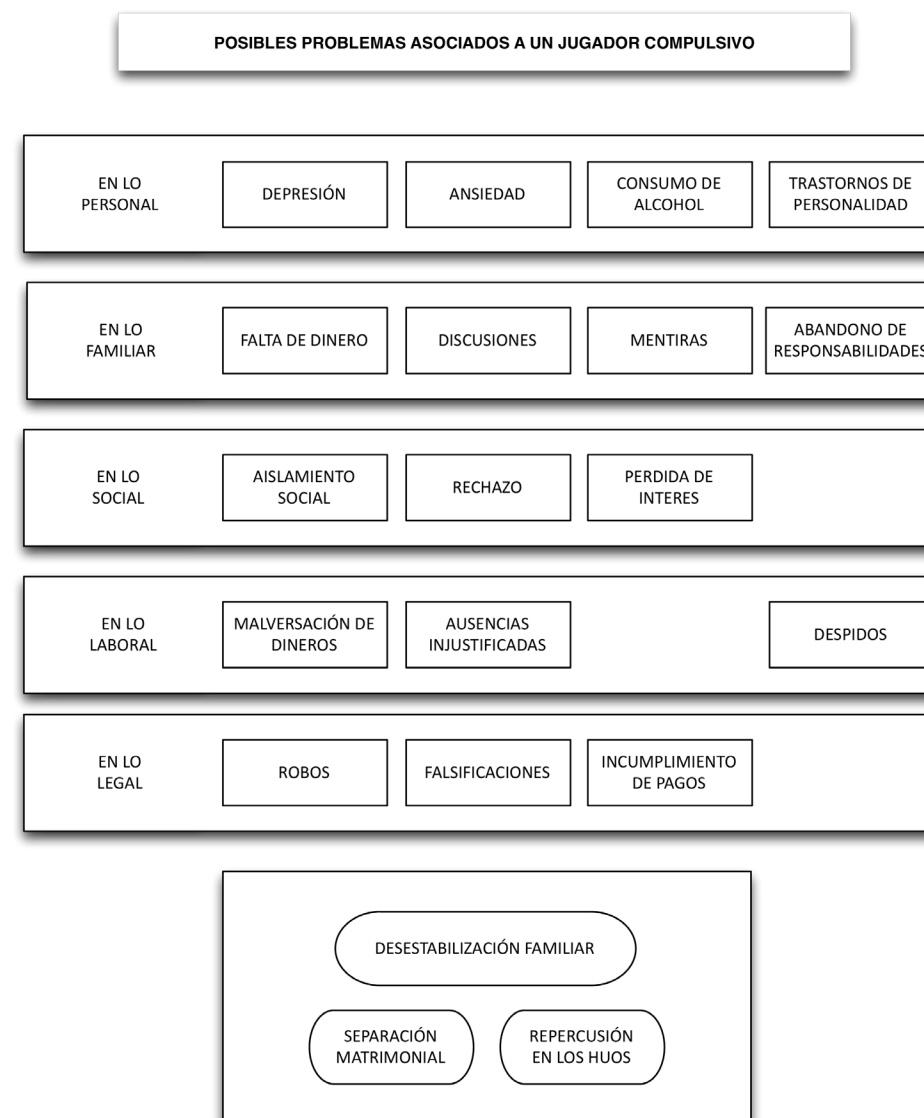 POSIBLES PROBLEMAS ASOCIADOS A UN JUGADOR COMPULSIVO
EN LO
PERSONAL
DEPRESIÓN
ANSIEDAD
CONSUMO DE
ALCOHOL
TRASTORNOS DE
PERSONALIDAD
EN LO
FAMILIAR
FALTA DE DINERO
DISCUSIONES
MENTIRAS
ABANDONO DE
RESPONSABILIDADES
EN LO
SOCIAL
AISLAMIENTO
SOCIAL
RECHAZO
PERDIDA DE
INTERES
EN LO
LABORAL
MALVERSACIÓN DE
DINEROS
AUSENCIAS
INJUSTIFICADAS
DESPIDOS
EN LO
LEGAL
ROBOS
FALSIFICACIONES
INCUMPLIMIENTO
DE PAGOS
DESESTABILIZACIÓN FAMILIAR
SEPARACIÓN
MATRIMONIAL
REPERCUSIÓN
EN LOS HUOS